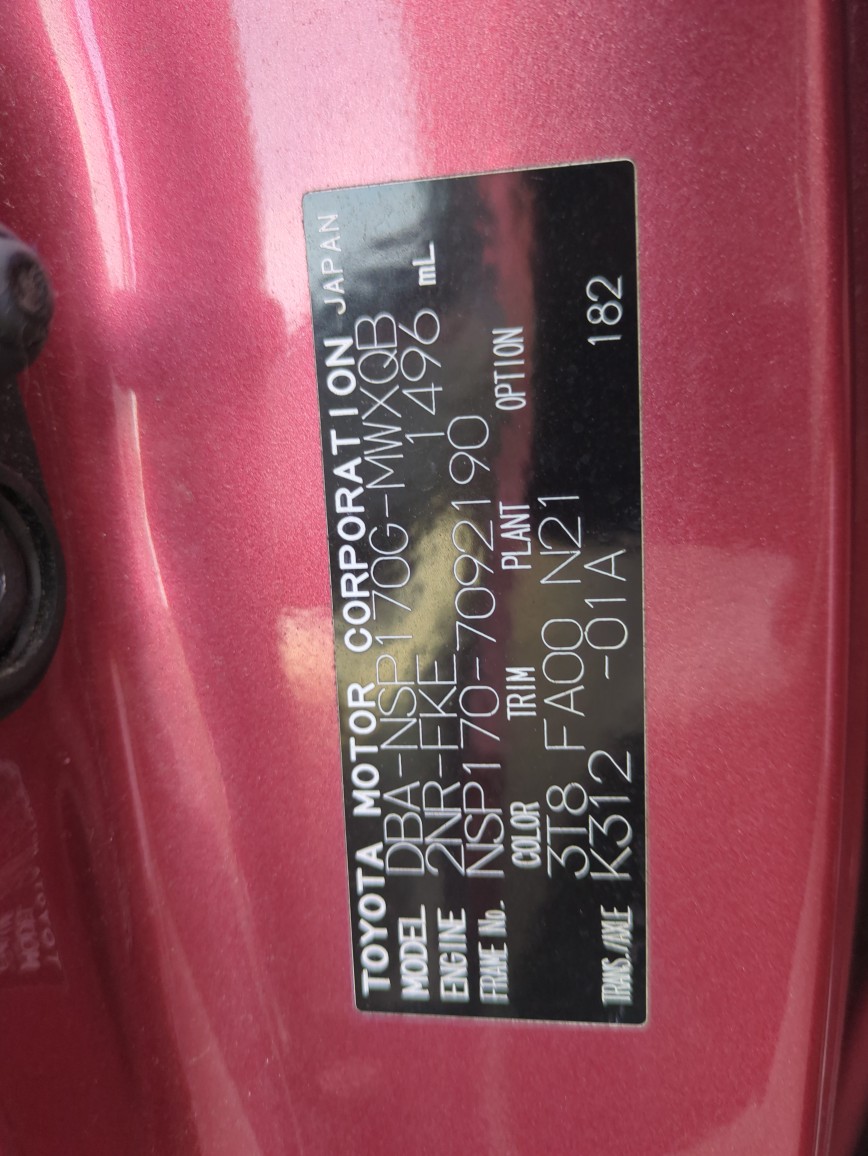 TOYOTA MOTOR CORPORATION JAPAN
MODEL DBA-NSP170G-MWXQB
ENGINE 2NR-FKE 1496 mL
FRAME No. NSP170-7092190
COLOR TRIM PLANT OPTION
3T8 FA00 N21
TRANS./AXLE K312 -01A 182